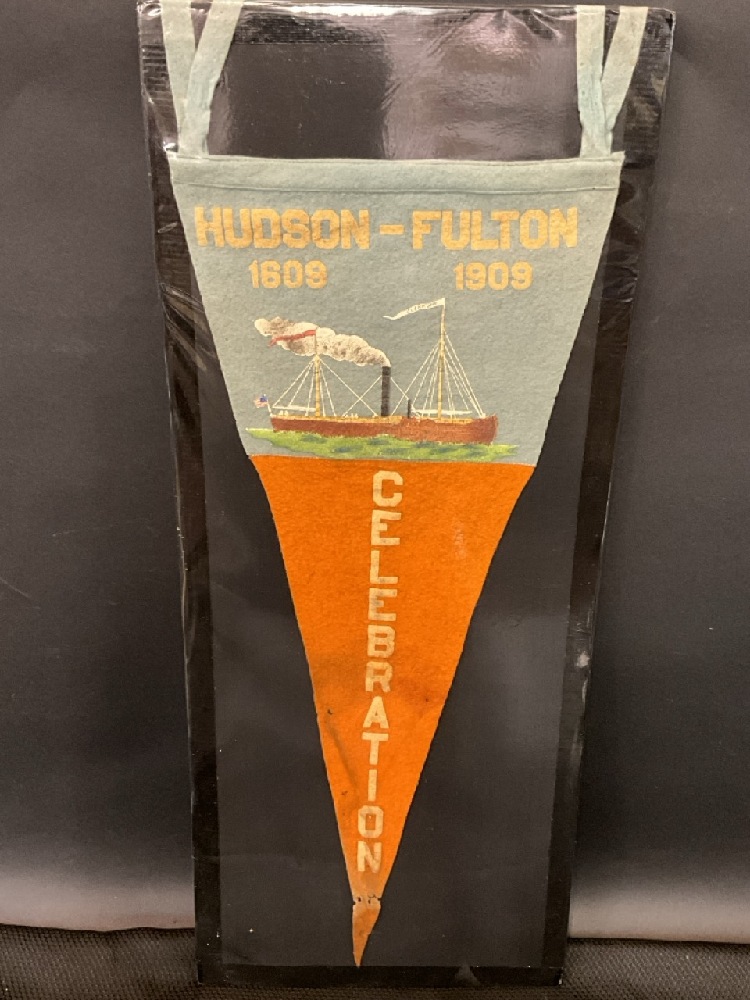 HUDSON - FULTON
1609 1909
CELEBRATION